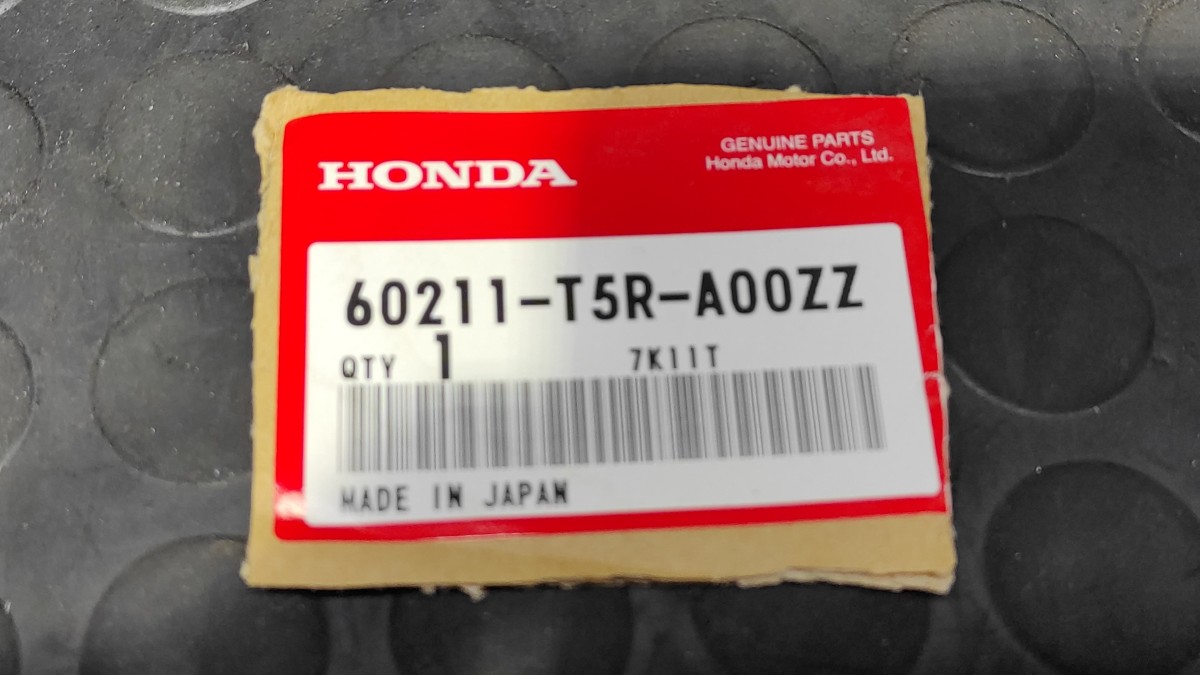 HONDA
GENUINE PARTS
Honda Motor Co., Ltd.
60211-T5R-A00ZZ
QTY 1 7K11T
MADE IN JAPAN